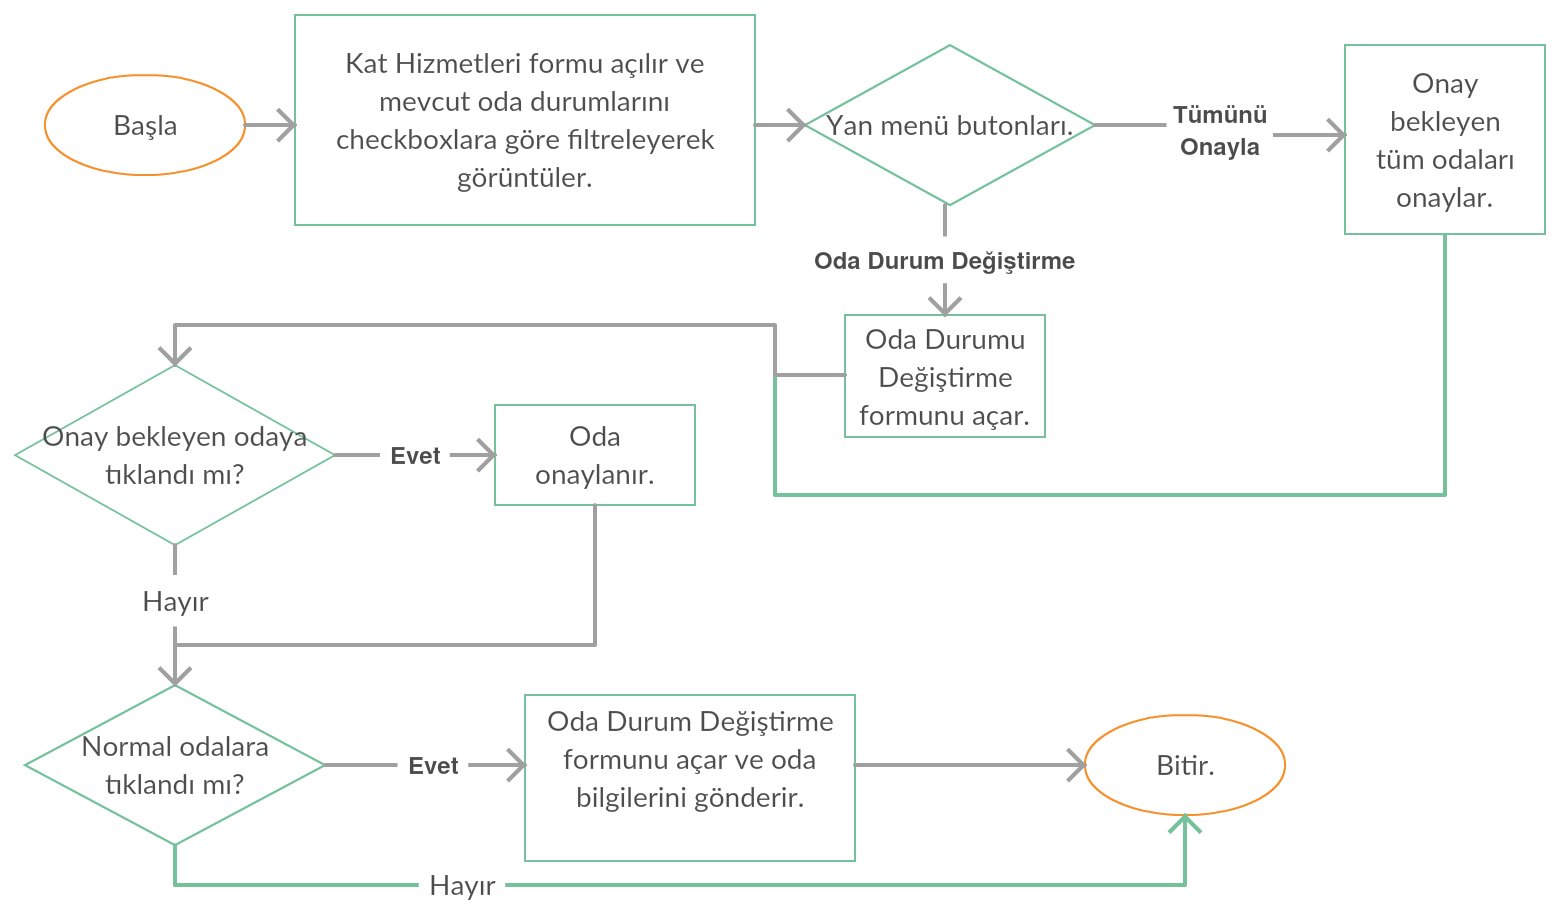 Başla
Kat Hizmetleri formu açılır ve
mevcut oda durumlarını
checkboxlara göre filtreleyerek
görüntüler.
Yan menü butonları.
Tümünü
Onayla
Onay
bekleyen
tüm odaları
onaylar.
Oda Durum Değiştirme
Oda Durumu
Değiştirme
formunu açar.
Onay bekleyen odaya
tıklandı mı?
Evet
Oda
onaylanır.
Hayır
Normal odalara
tıklandı mı?
Evet
Oda Durum Değiştirme
formunu açar ve oda
bilgilerini gönderir.
Bitir.
Hayır